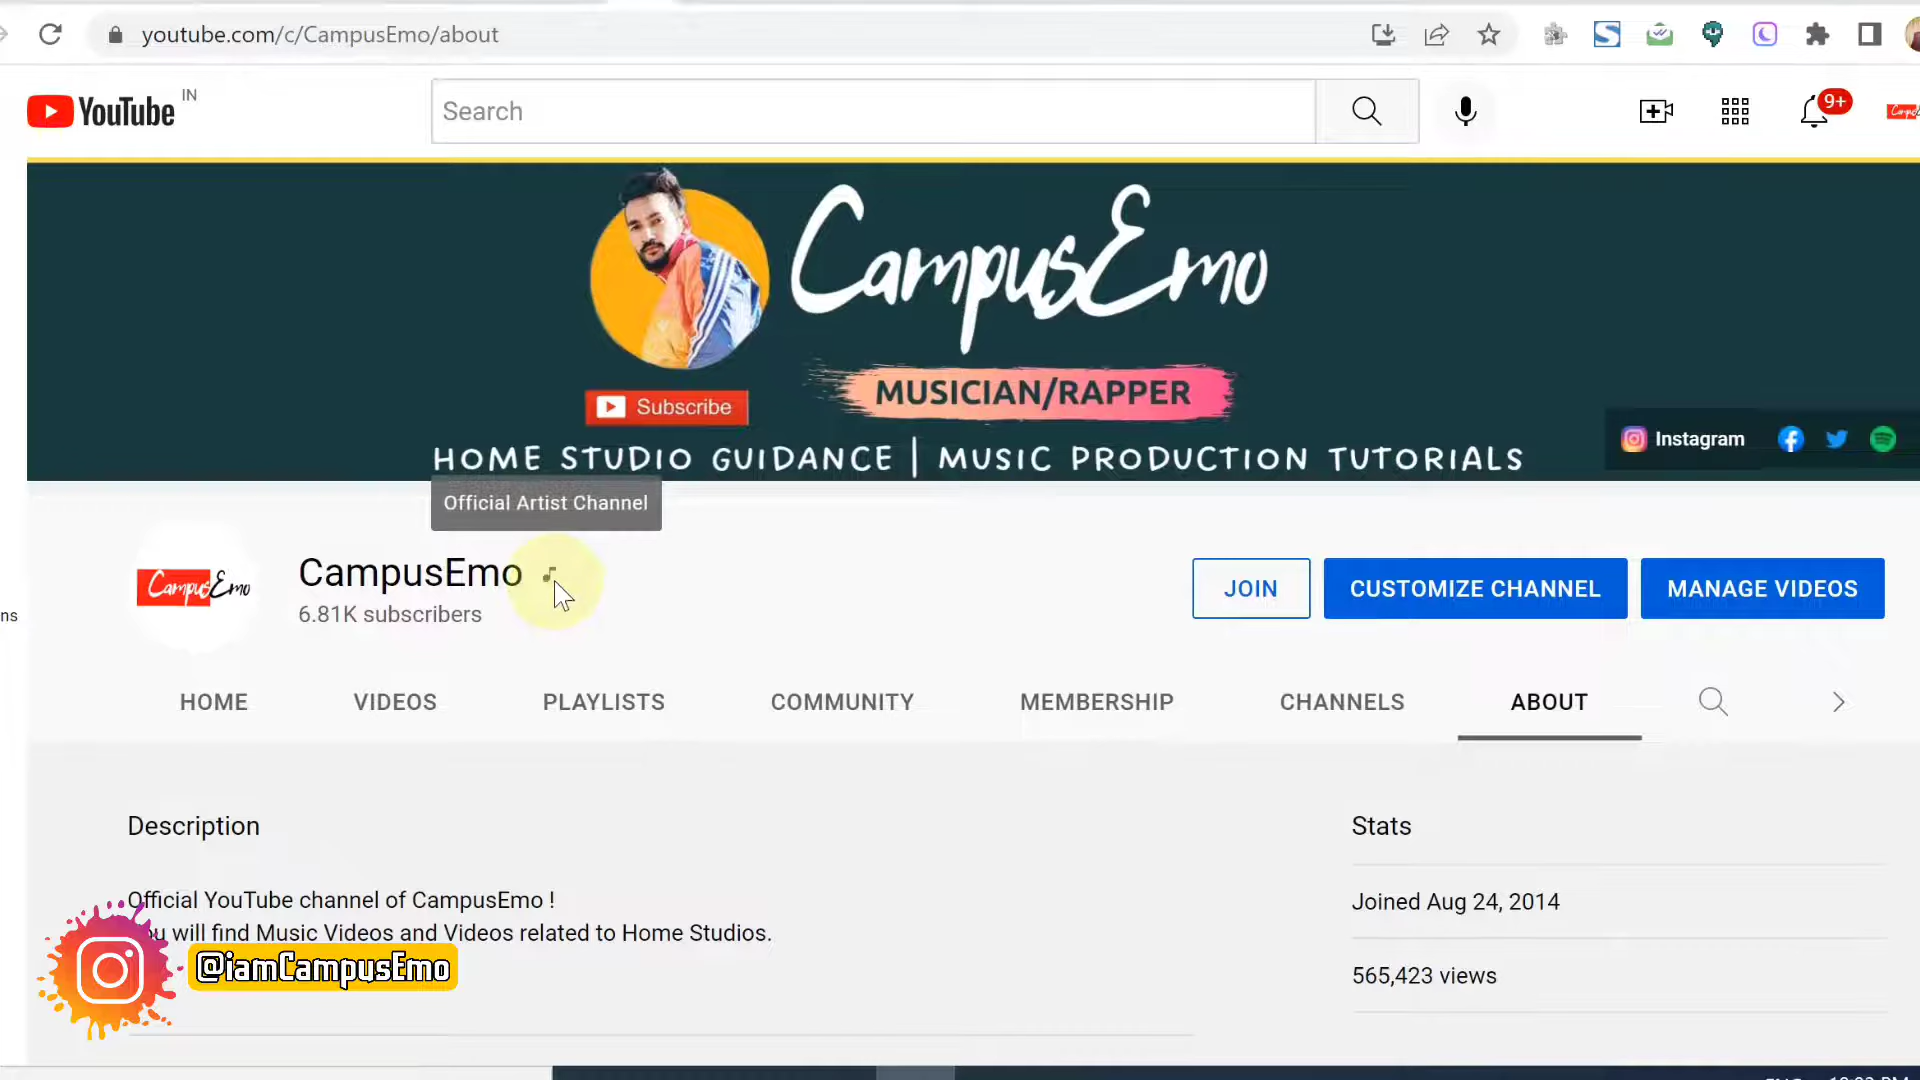 youtube.com/c/CampusEmo/about
YouTube IN
Search
9+
CampusEmo
MUSICIAN/RAPPER
Subscribe
Instagram
HOME STUDIO GUIDANCE | MUSIC PRODUCTION TUTORIALS
Official Artist Channel
CampusEmo
CampusEmo
6.81K subscribers
JOIN
CUSTOMIZE CHANNEL
MANAGE VIDEOS
ns
HOME VIDEOS PLAYLISTS COMMUNITY MEMBERSHIP CHANNELS ABOUT
Description
Stats
Official YouTube channel of CampusEmo !
will find Music Videos and Videos related to Home Studios.
Joined Aug 24, 2014
@iamCampusEmo
565,423 views